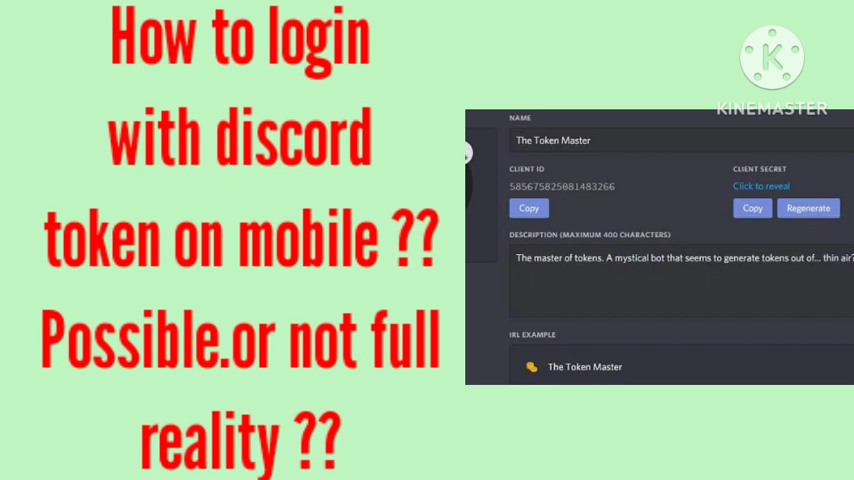 How to login
with discord
token on mobile ??
Possible.or not full
reality ??
KINEMASTER
NAME
The Token Master
CLIENT ID
CLIENT SECRET
585675825081483266
Click to reveal
Copy
Copy
Regenerate
DESCRIPTION (MAXIMUM 400 CHARACTERS)
The master of tokens. A mystical bot that seems to generate tokens out of... thin air?
IRL EXAMPLE
The Token Master